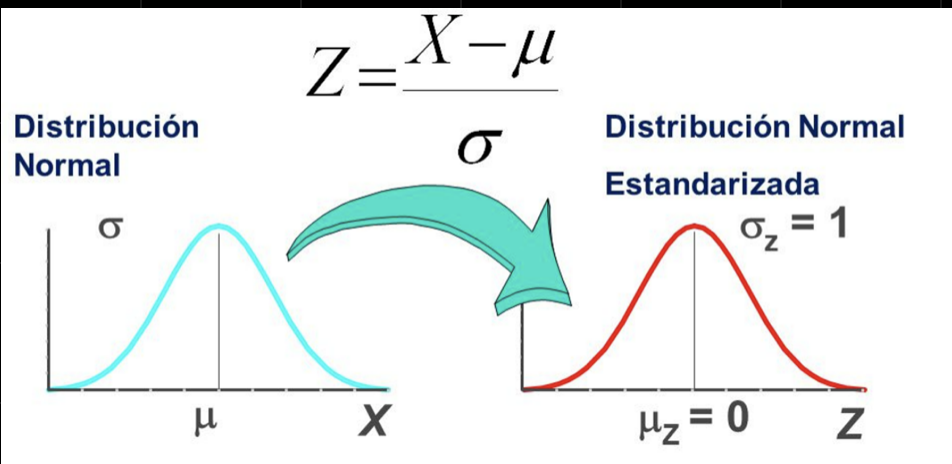 Z = X − μ
σ
Distribución
Normal
σ
μ
X
Distribución Normal
Estandarizada
σz = 1
μz = 0
Z